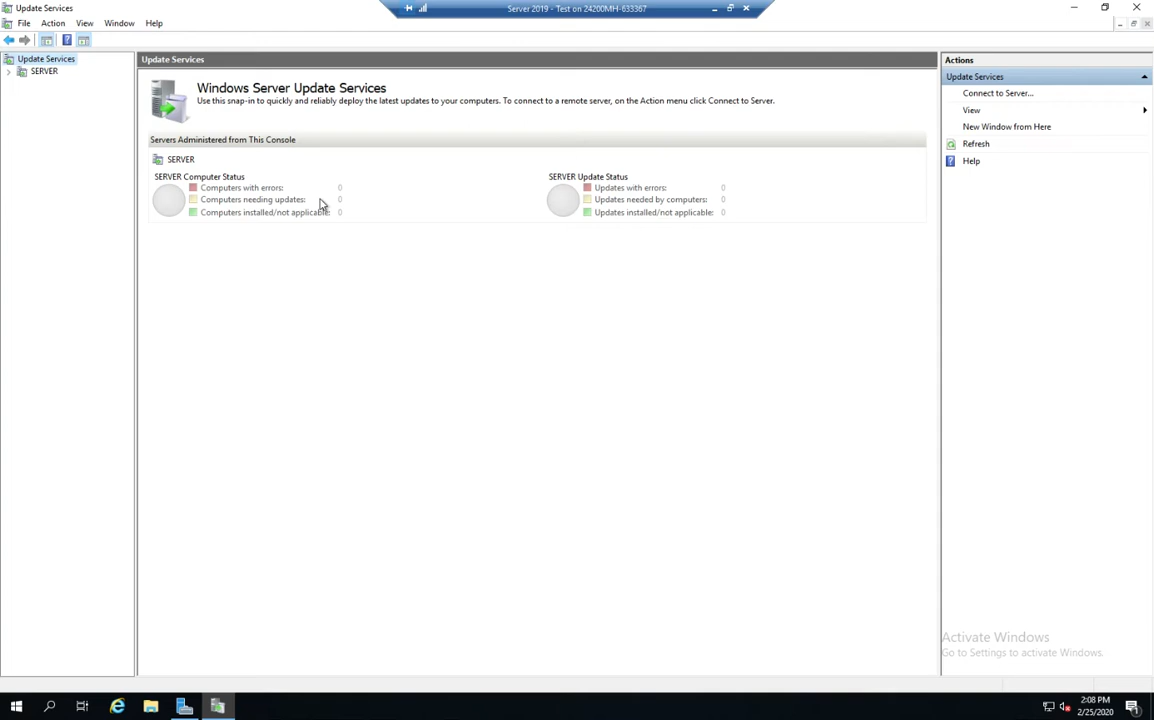 Update Services
Server 2019 - Test on 24200MH-633367
File Action View Window Help
Update Services
SERVER
Update Services
Windows Server Update Services
Use this snap-in to quickly and reliably deploy the latest updates to your computers. To connect to a remote server, on the Action menu click Connect to Server.
Servers Administered from This Console
SERVER
SERVER Computer Status
Computers with errors: 0
Computers needing updates: 0
Computers installed/not applicable: 0
SERVER Update Status
Updates with errors: 0
Updates needed by computers: 0
Updates installed/not applicable: 0
Actions
Update Services
Connect to Server...
View
New Window from Here
Refresh
Help
Activate Windows
Go to Settings to activate Windows.
2:08 PM
2/25/2020